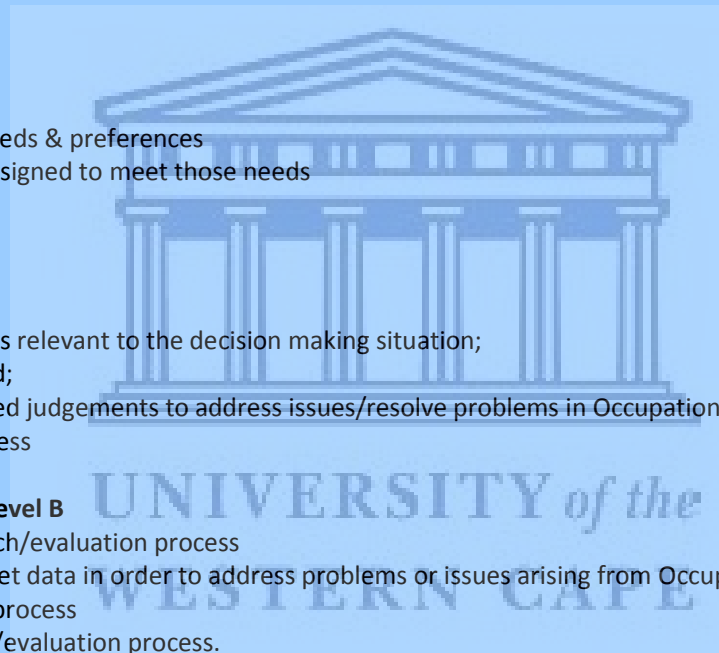 eds & preferences
signed to meet those needs
s relevant to the decision making situation;
d;
ed judgements to address issues/resolve problems in Occupation
ess
evel B
ch/evaluation process
et data in order to address problems or issues arising from Occup
process
/evaluation process.
UNIVERSITY of the
WESTERN CAPE